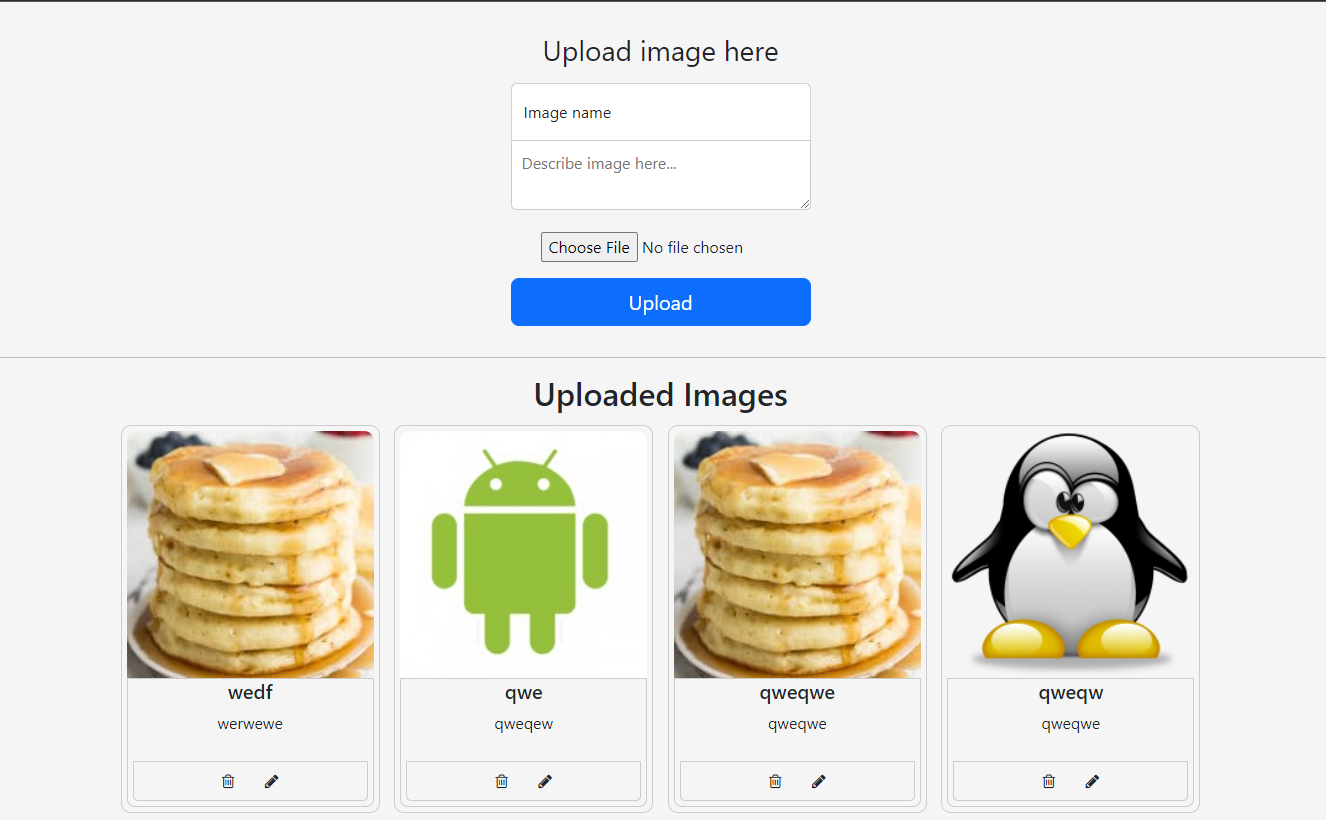 Upload image here
Image name
Describe image here...
Choose File No file chosen
Upload
Uploaded Images
wedf
werwewe
qwe
qweqew
qweqwe
qweqwe
qweqw
qweqwe